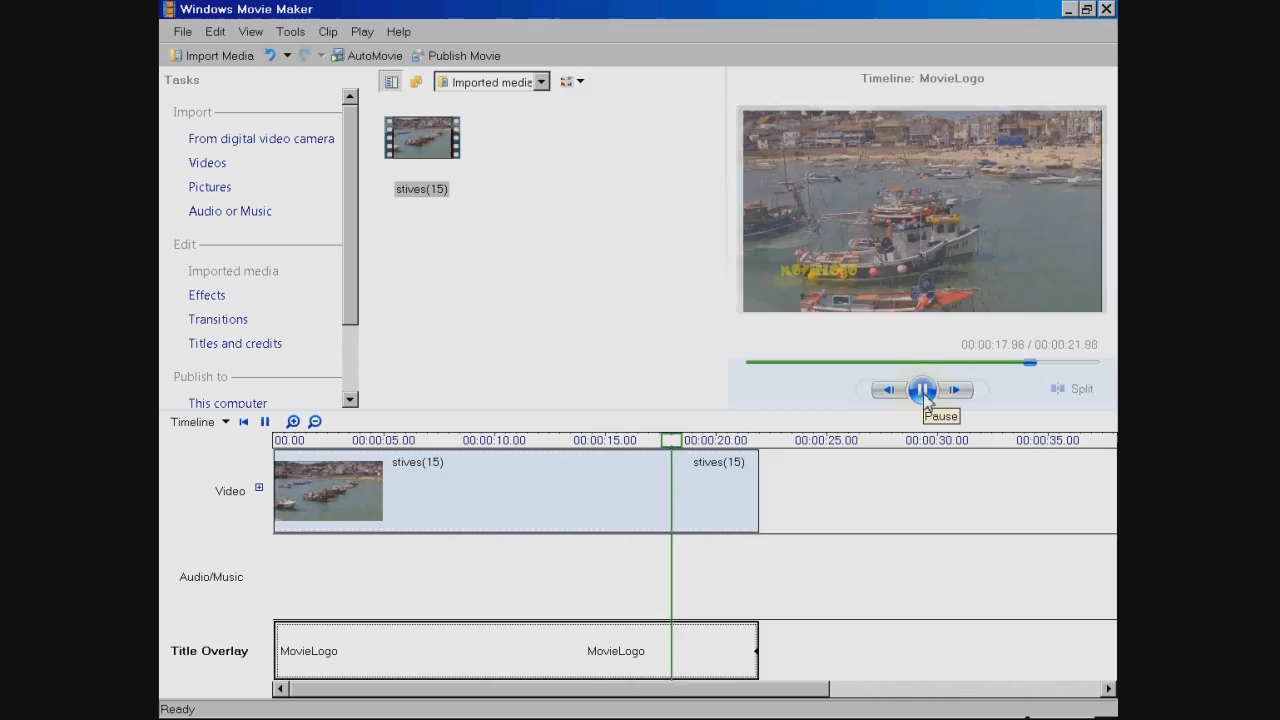 Windows Movie Maker
File Edit View Tools Clip Play Help
Import Media AutoMovie Publish Movie
Tasks
Import
From digital video camera
Videos
Pictures
Audio or Music
Edit
Imported media
Effects
Transitions
Titles and credits
Publish to
This computer
Imported media
stives(15)
Timeline: MovieLogo
MovieLogo
00:00:17.96 / 00:00:21.98
Split
Pause
Timeline
00.00 00:00:05.00 00:00:10.00 00:00:15.00 00:00:20.00 00:00:25.00 00:00:30.00 00:00:35.00
Video
stives(15) stives(15)
Audio/Music
Title Overlay
MovieLogo MovieLogo
Ready